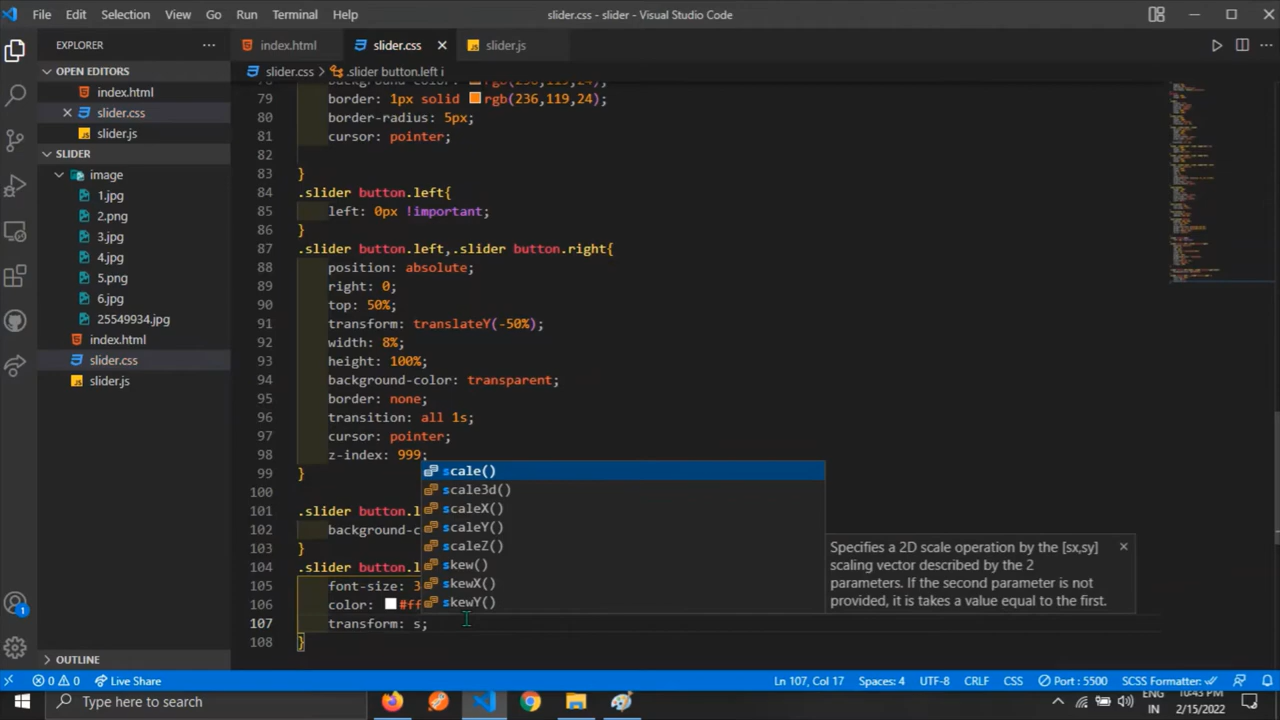 File Edit Selection View Go Run Terminal Help
slider.css - slider - Visual Studio Code
EXPLORER
OPEN EDITORS
index.html
slider.css
slider.js
SLIDER
image
1.jpg
2.png
3.jpg
4.jpg
5.png
6.jpg
25549934.jpg
index.html
slider.css
slider.js
OUTLINE
index.html slider.css slider.js
slider.css > .slider button.left i
79 border: 1px solid rgb(236,119,24);
80 border-radius: 5px;
81 cursor: pointer;
82
83 }
84 .slider button.left{
85 left: 0px !important;
86 }
87 .slider button.left,.slider button.right{
88 position: absolute;
89 right: 0;
90 top: 50%;
91 transform: translateY(-50%);
92 width: 8%;
93 height: 100%;
94 background-color: transparent;
95 border: none;
96 transition: all 1s;
97 cursor: pointer;
98 z-index: 999;
99 }
100
101 .slider button.l
102 background-c
103 }
104 .slider button.l
105 font-size: 3
106 color: #ff
107 transform: s;
108 }
scale()
scale3d()
scaleX()
scaleY()
scaleZ()
skew()
skewX()
skewY()
Specifies a 2D scale operation by the [sx,sy]
scaling vector described by the 2
parameters. If the second parameter is not
provided, it is takes a value equal to the first.
0 0 Live Share
Ln 107, Col 17 Spaces: 4 UTF-8 CRLF CSS Port : 5500 SCSS Formatter:
Type here to search
ENG
IN
10:43 PM
2/15/2022